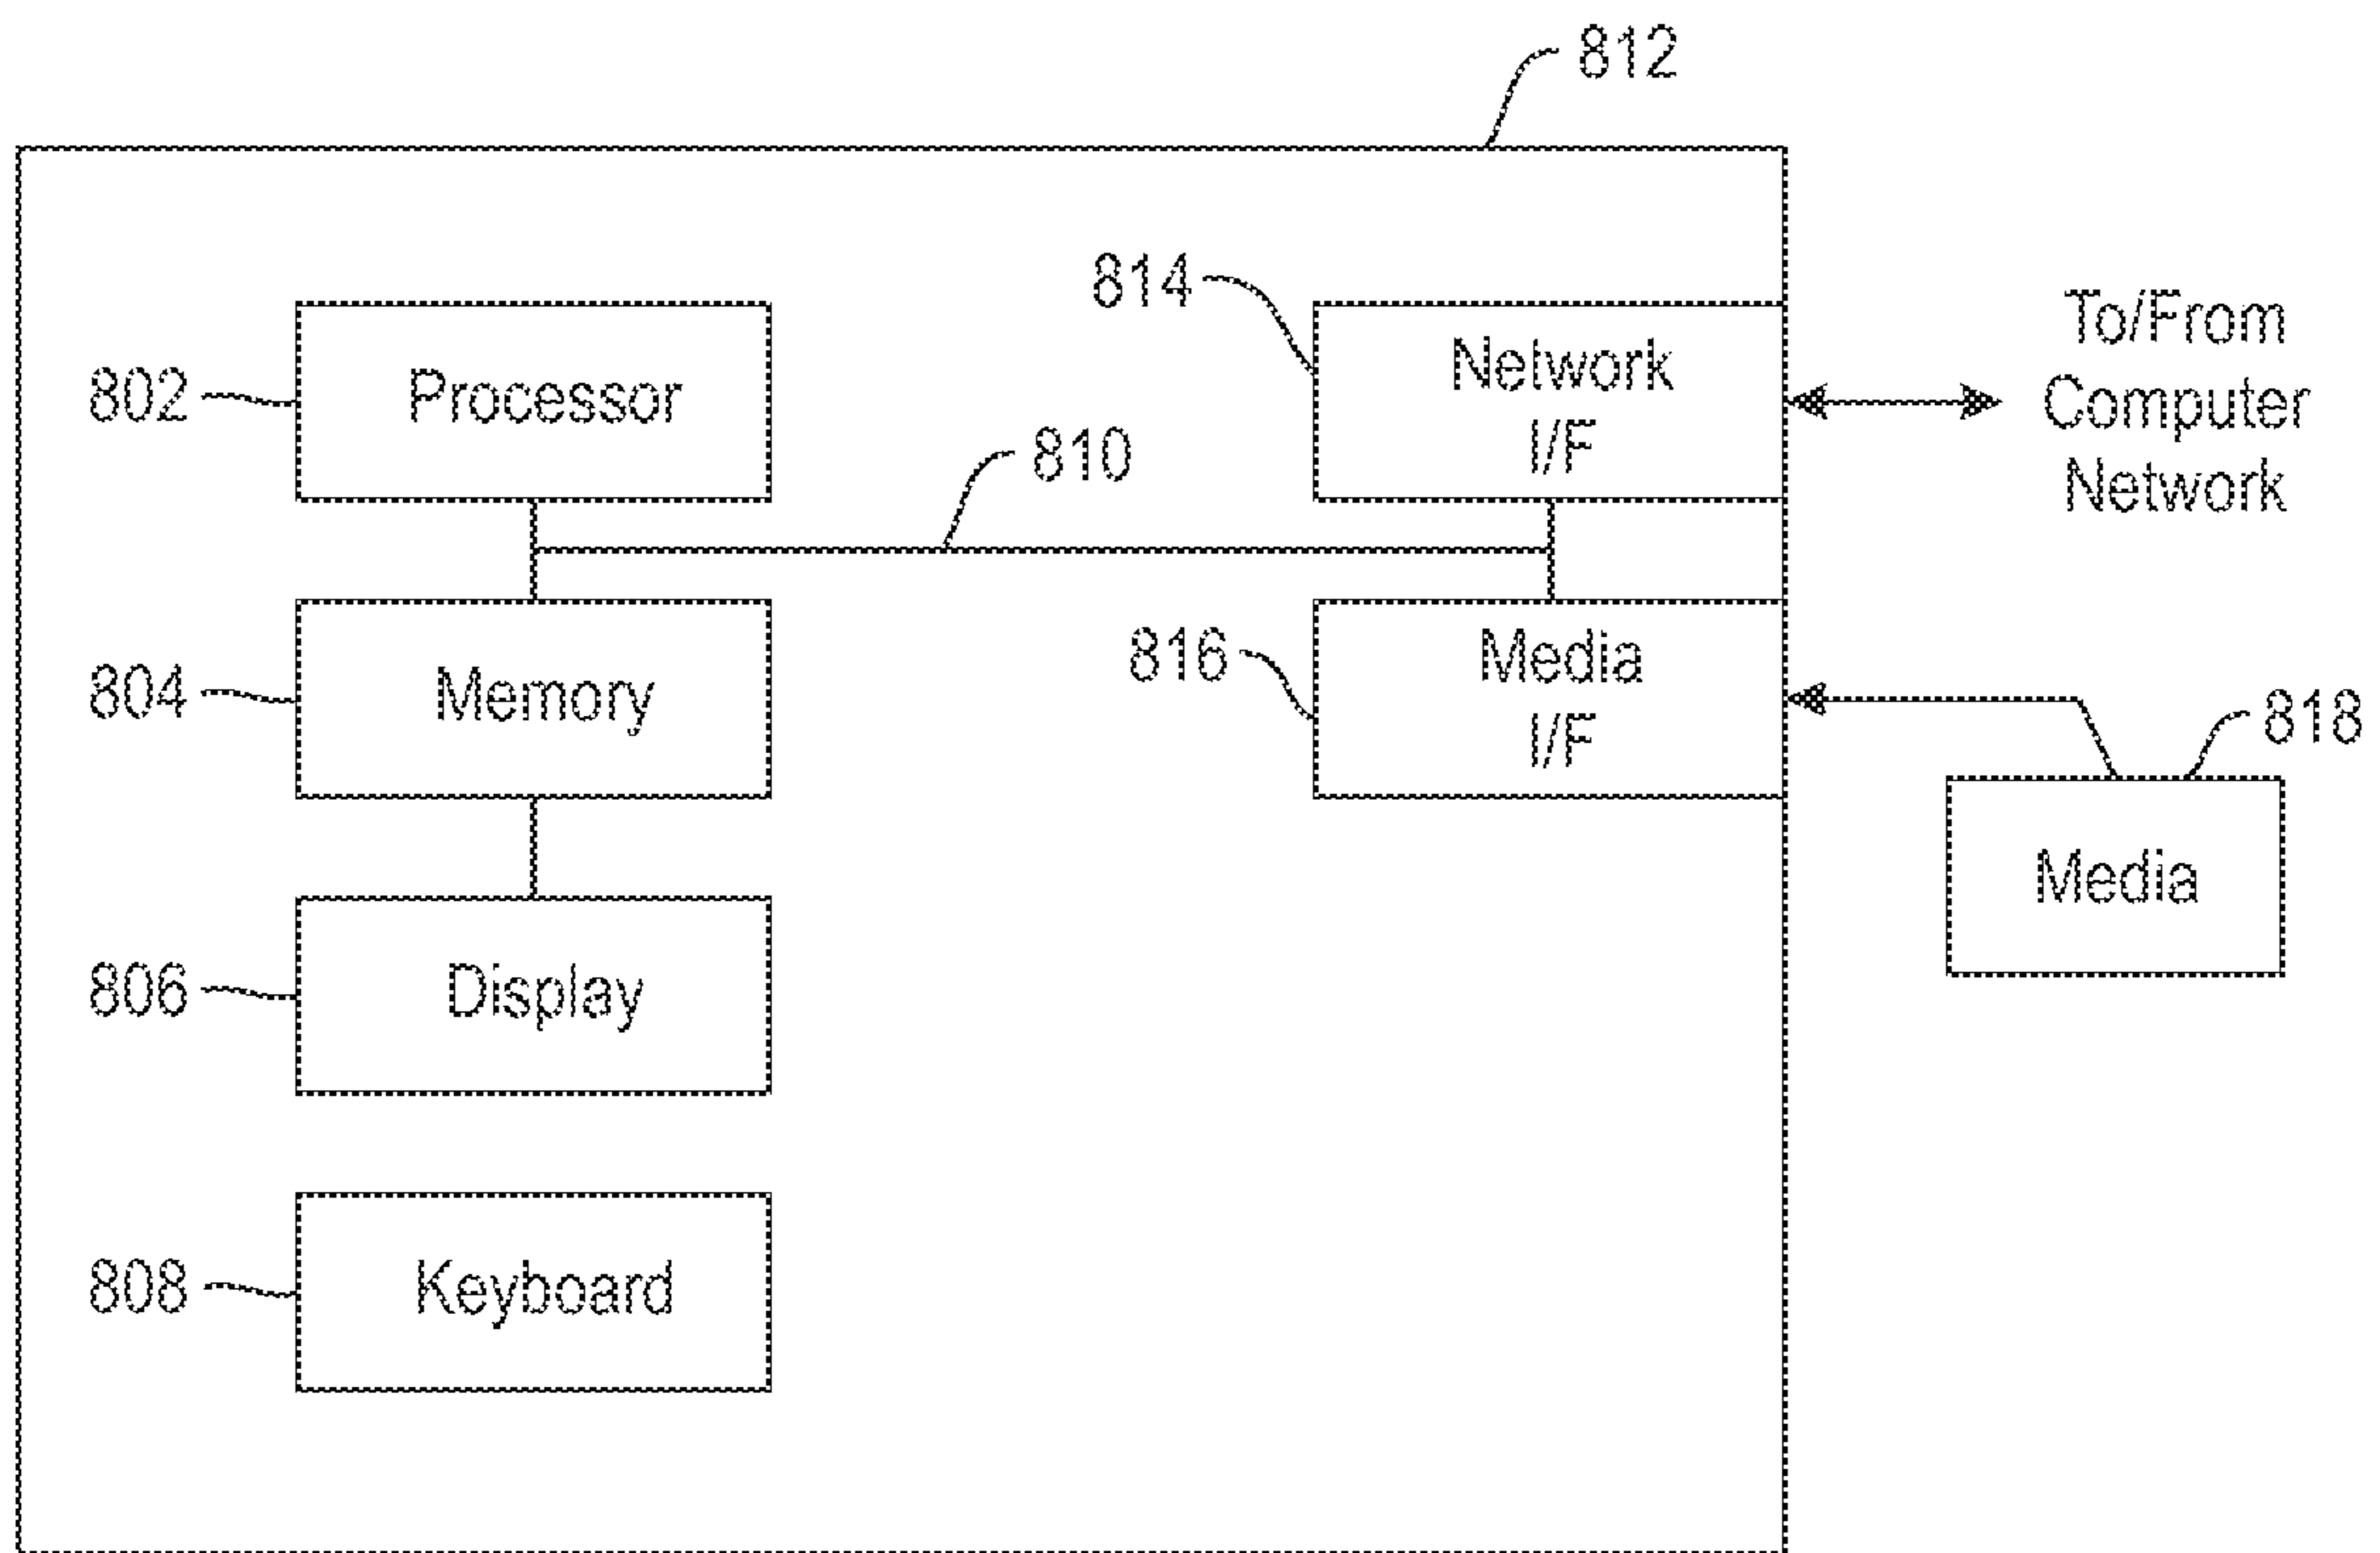 812
814
Network
I/F
To/From
Computer
Network
802
Processor
810
816
Media
I/F
804
Memory
818
Media
806
Display
808
Keyboard